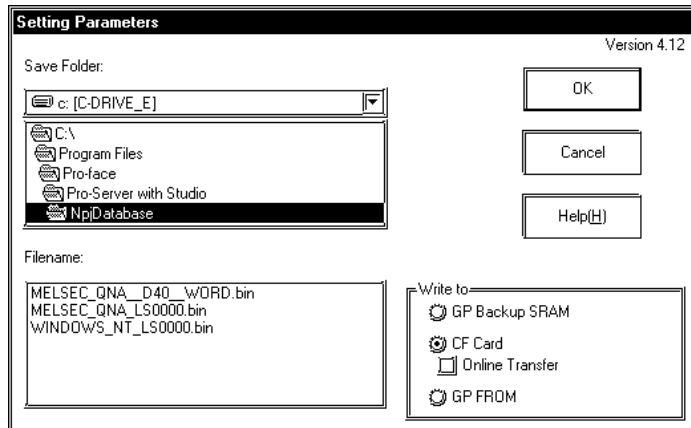 Setting Parameters
Version 4.12
Save Folder:
c: [C-DRIVE_E]
OK
C:\
Program Files
Pro-face
Pro-Server with Studio
NpjDatabase
Cancel
Help(H)
Filename:
MELSEC_QNA__D40__WORD.bin
MELSEC_QNA_LS0000.bin
WINDOWS_NT_LS0000.bin
Write to
GP Backup SRAM
CF Card
Online Transfer
GP FROM